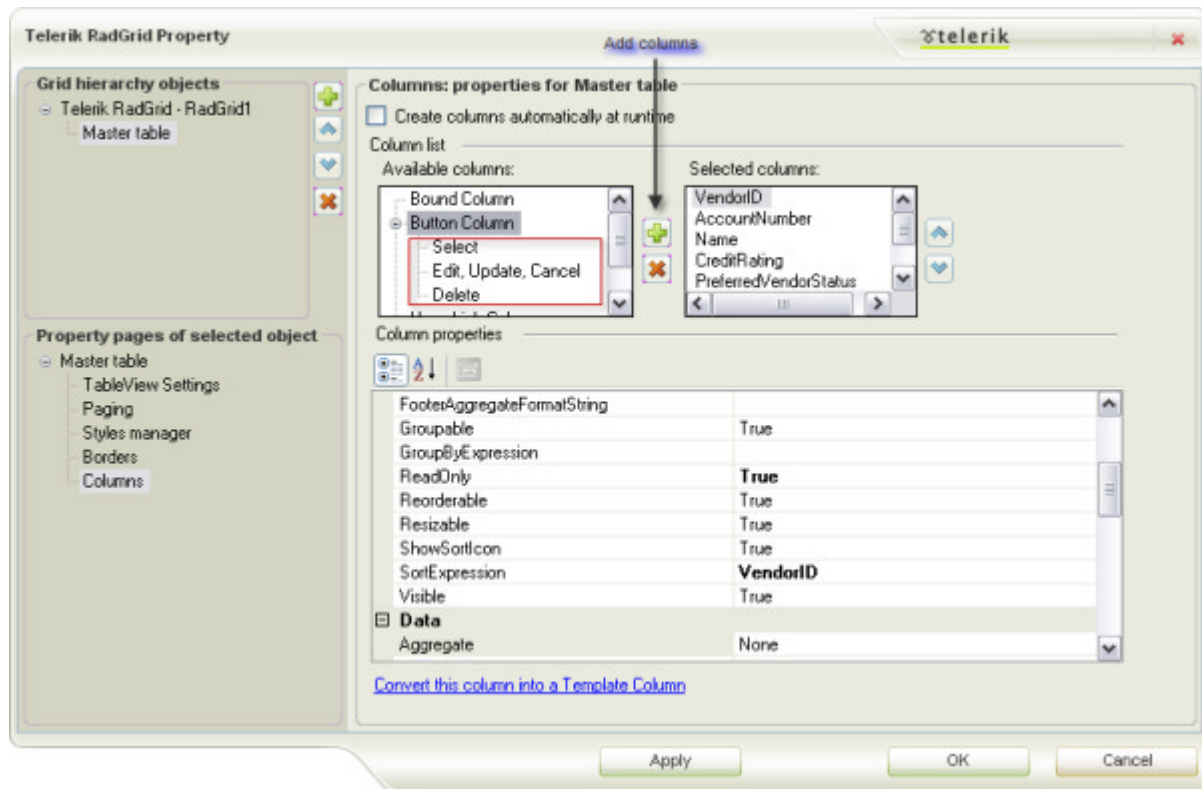 Telerik RadGrid Property
Add columns
telerik
Grid hierarchy objects
Telerik RadGrid - RadGrid1
Master table
Property pages of selected object
Master table
TableView Settings
Paging
Styles manager
Borders
Columns
Columns: properties for Master table
Create columns automatically at runtime
Column list
Available columns:
Bound Column
Button Column
Select
Edit, Update, Cancel
Delete
Selected columns:
VendorID
AccountNumber
Name
CreditRating
PreferredVendorStatus
Column properties
FooterAggregateFormatString
Groupable True
GroupByExpression
ReadOnly True
Reorderable True
Resizable True
ShowSortIcon True
SortExpression VendorID
Visible True
Data
Aggregate None
Convert this column into a Template Column
Apply
OK
Cancel